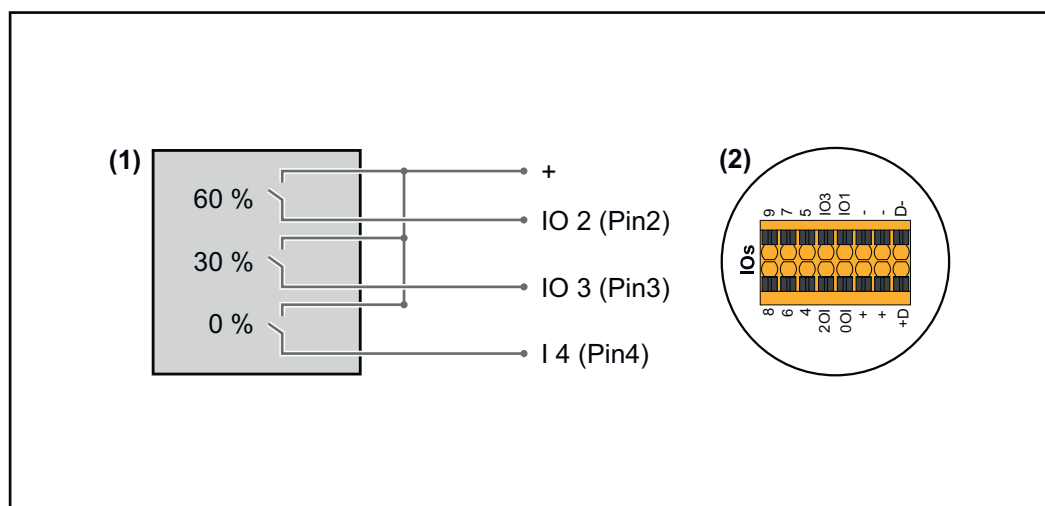 (1)
60 %
30 %
0 %
+
IO 2 (Pin2)
IO 3 (Pin3)
I 4 (Pin4)
(2)
IOs
9 7 5 IO3 IO1 - - D-
8 6 4 IO2 IO0 + + D+